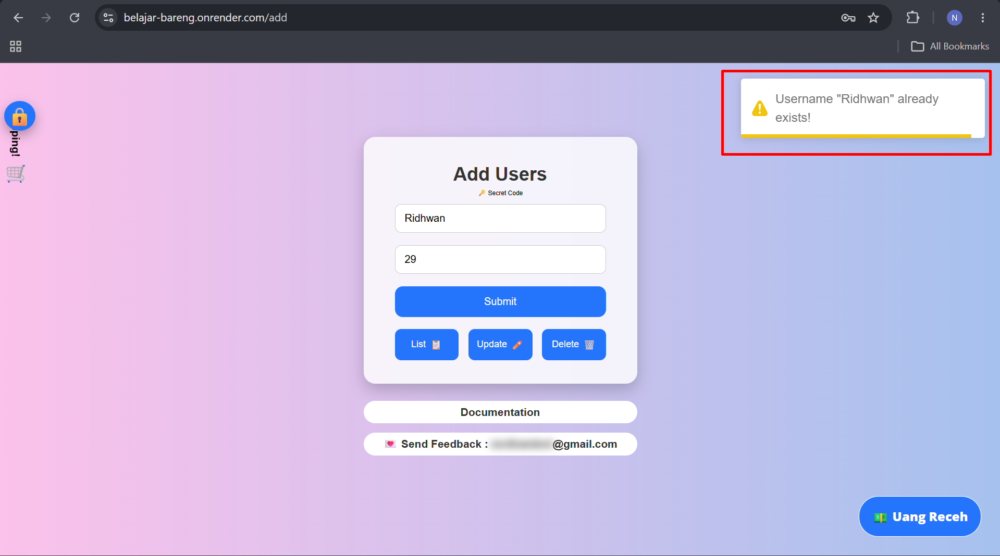 belajar-bareng.onrender.com/add
N
All Bookmarks
Username "Ridhwan" already
exists!
ping!
Add Users
Secret Code
Ridhwan
29
Submit
List
Update
Delete
Documentation
Send Feedback : @gmail.com
Uang Receh